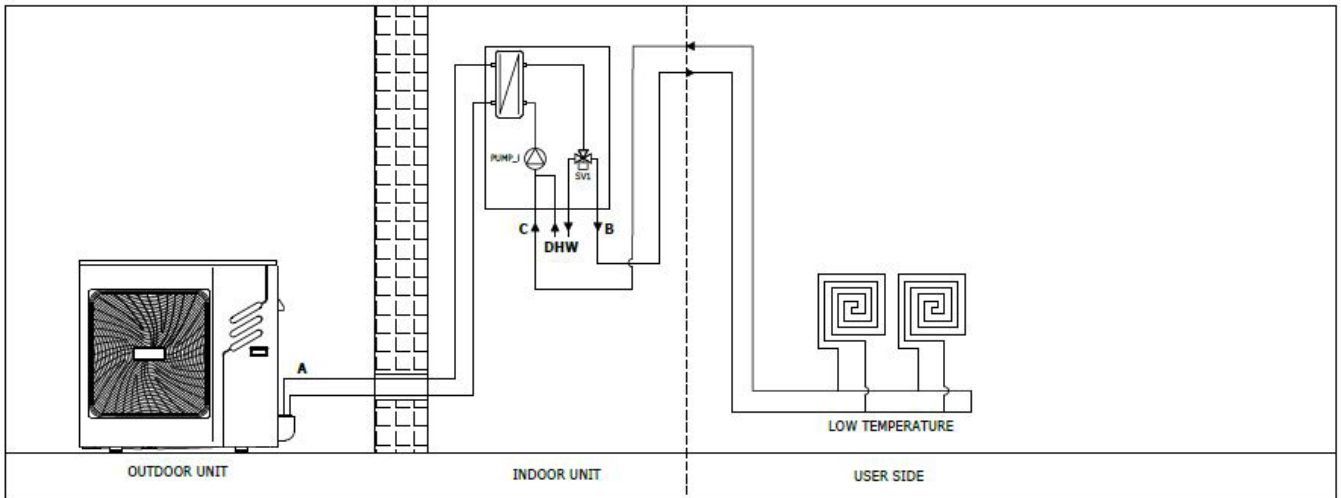 PUMP_I
SV1
C
B
DHW
A
LOW TEMPERATURE
OUTDOOR UNIT
INDOOR UNIT
USER SIDE